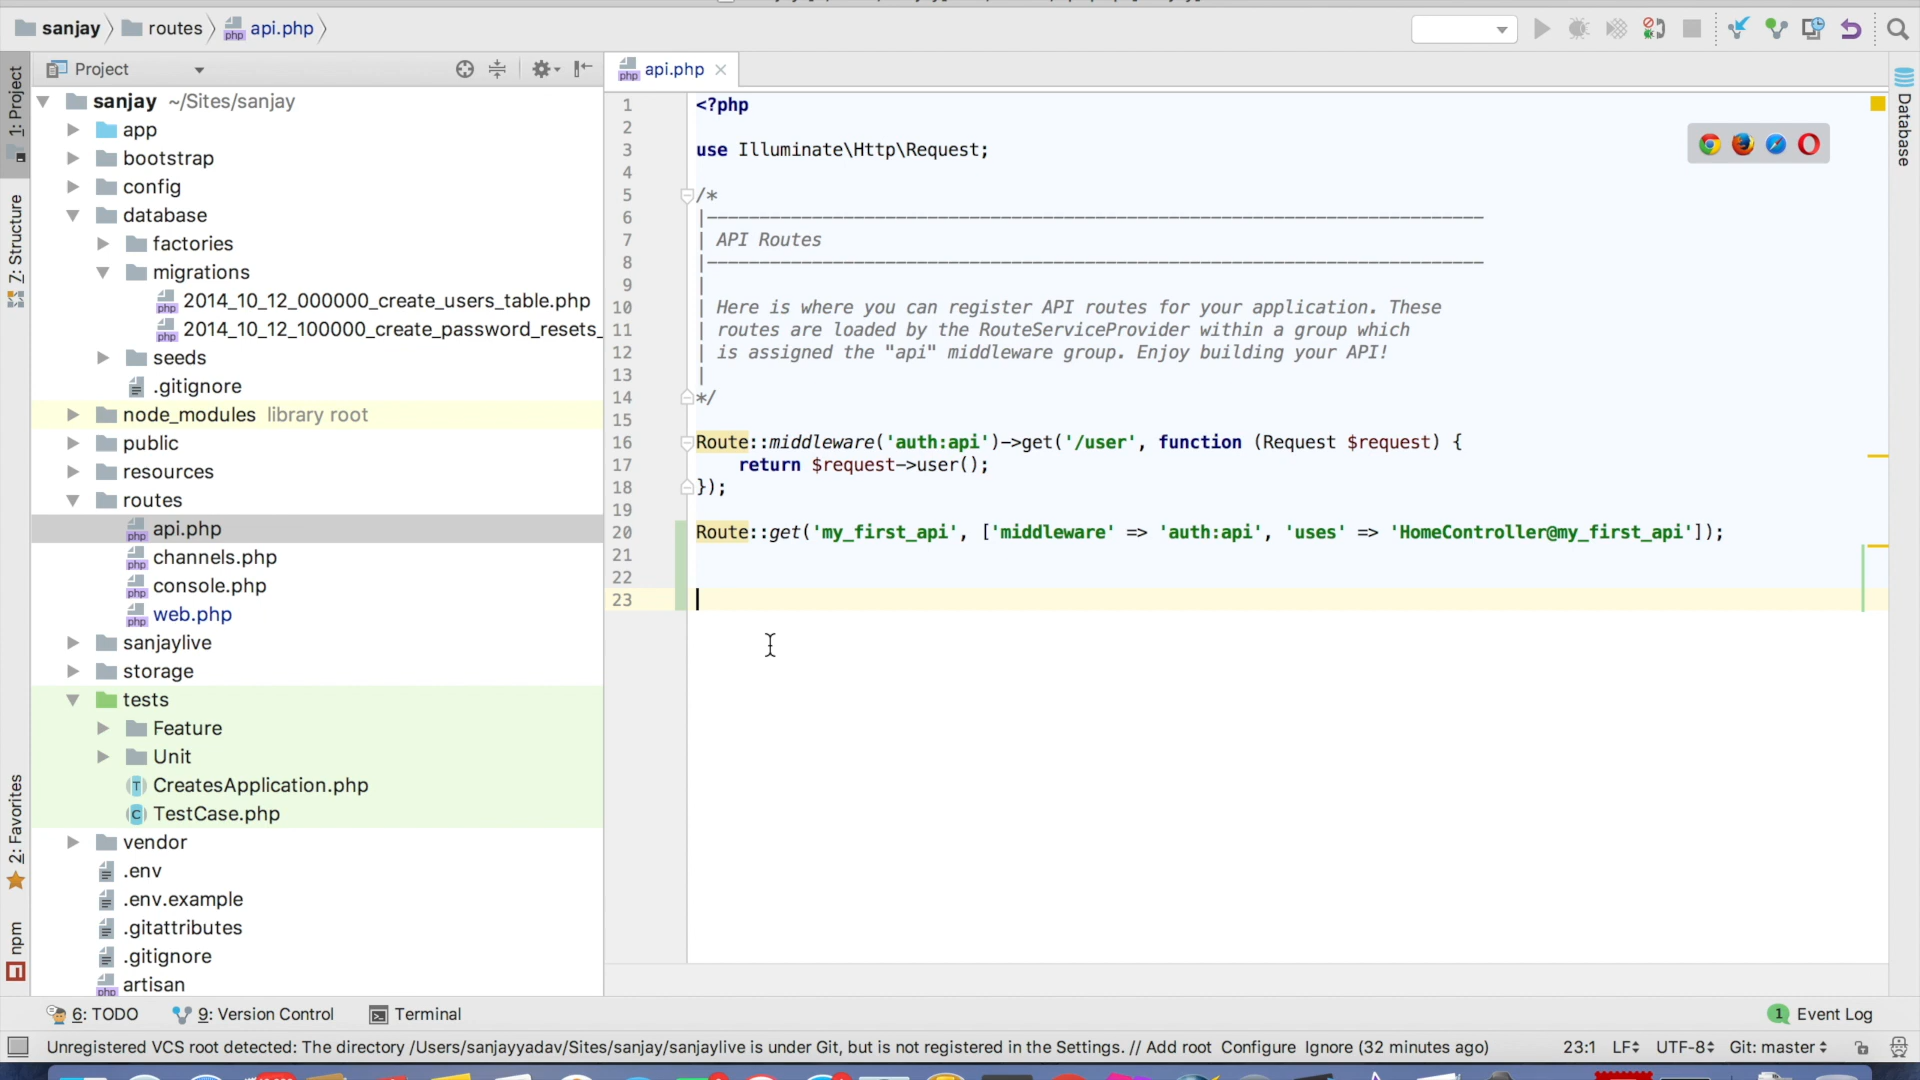 sanjay routes api.php
1: Project
7: Structure
2: Favorites
npm
Project
sanjay ~/Sites/sanjay
app
bootstrap
config
database
factories
migrations
2014_10_12_000000_create_users_table.php
2014_10_12_100000_create_password_resets_
seeds
.gitignore
node_modules library root
public
resources
routes
api.php
channels.php
console.php
web.php
sanjaylive
storage
tests
Feature
Unit
CreatesApplication.php
TestCase.php
vendor
.env
.env.example
.gitattributes
.gitignore
artisan
api.php
1 <?php
2
3 use Illuminate\Http\Request;
4
5 /*
6 |--------------------------------------------------------------------------
7 | API Routes
8 |--------------------------------------------------------------------------
9 |
10 | Here is where you can register API routes for your application. These
11 | routes are loaded by the RouteServiceProvider within a group which
12 | is assigned the "api" middleware group. Enjoy building your API!
13 |
14 */
15
16 Route::middleware('auth:api')->get('/user', function (Request $request) {
17 return $request->user();
18 });
19
20 Route::get('my_first_api', ['middleware' => 'auth:api', 'uses' => 'HomeController@my_first_api']);
21
22
23
Database
6: TODO 9: Version Control Terminal 1 Event Log
Unregistered VCS root detected: The directory /Users/sanjayyadav/Sites/sanjay/sanjaylive is under Git, but is not registered in the Settings. // Add root Configure Ignore (32 minutes ago) 23:1 LF UTF-8 Git: master